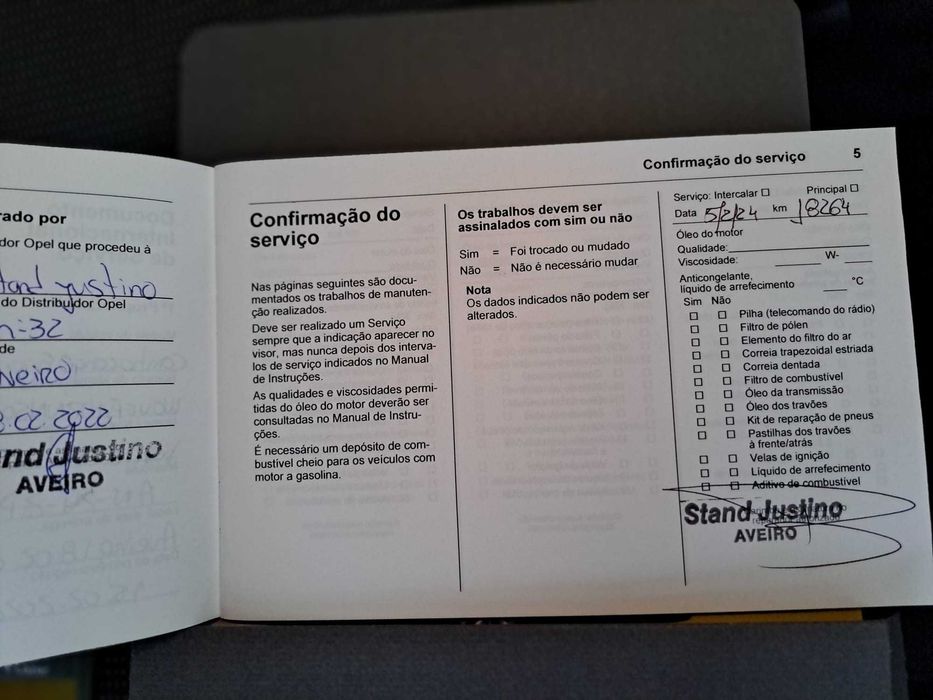 rado por
dor Opel que procedeu à
tand Justino
do Distribuidor Opel
de
veiro
.02.2022
nd Justino
AVEIRO
Confirmação do serviço 5
Confirmação do
serviço
Nas páginas seguintes são docu-
mentados os trabalhos de manuten-
ção realizados.
Deve ser realizado um Serviço
sempre que a indicação aparecer no
visor, mas nunca depois dos interva-
los de serviço indicados no Manual
de Instruções.
As qualidades e viscosidades permi-
tidas do óleo do motor deverão ser
consultadas no Manual de Instru-
ções.
É necessário um depósito de com-
bustível cheio para os veículos com
motor a gasolina.
Os trabalhos devem ser
assinalados com sim ou não
Sim = Foi trocado ou mudado
Não = Não é necessário mudar
Nota
Os dados indicados não podem ser
alterados.
Serviço: Intercalar ☐ Principal ☐
Data 5/2/24 km 18264
Óleo do motor
Qualidade:
Viscosidade: W-
Anticongelante,
líquido de arrefecimento °C
Sim Não
☐ ☐ Pilha (telecomando do rádio)
☐ ☐ Filtro de pólen
☐ ☐ Elemento do filtro do ar
☐ ☐ Correia trapezoidal estriada
☐ ☐ Correia dentada
☐ ☐ Filtro de combustível
☐ ☐ Óleo da transmissão
☐ ☐ Óleo dos travões
☐ ☐ Kit de reparação de pneus
☐ ☐ Pastilhas dos travões
à frente/atrás
☐ ☐ Velas de ignição
☐ ☐ Líquido de arrefecimento
☐ ☐ Aditivo de combustível
Stand Justino
AVEIRO